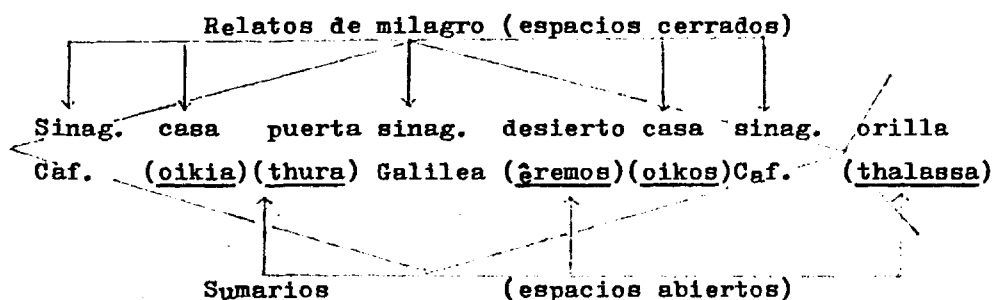 Relatos de milagro (espacios cerrados)
Sinag. casa puerta sinag. desierto casa sinag. orilla
Caf. (oikia)(thura) Galilea (êremos)(oikos)Caf. (thalassa)
Sumarios (espacios abiertos)